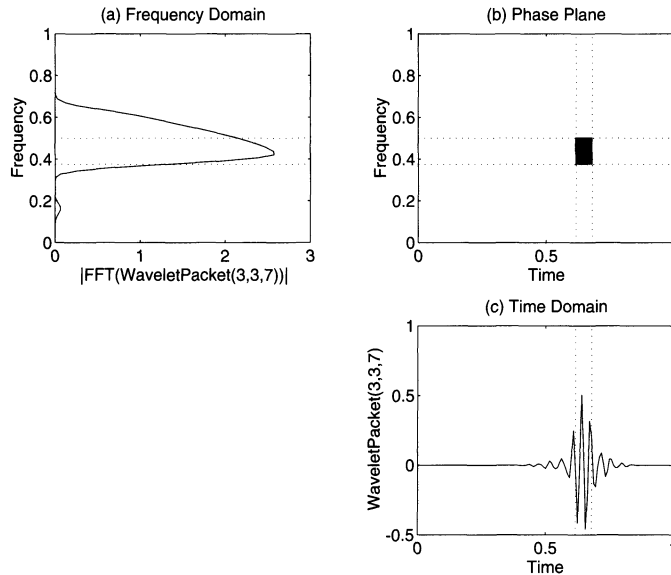 (a) Frequency Domain
1
0.8
0.6
0.4
0.2
0
Frequency
0
1
2
3
|FFT(WaveletPacket(3,3,7))|
(b) Phase Plane
1
0.8
0.6
0.4
0.2
0
Frequency
0
0.5
Time
(c) Time Domain
1
0.5
0
-0.5
WaveletPacket(3,3,7)
0
0.5
Time